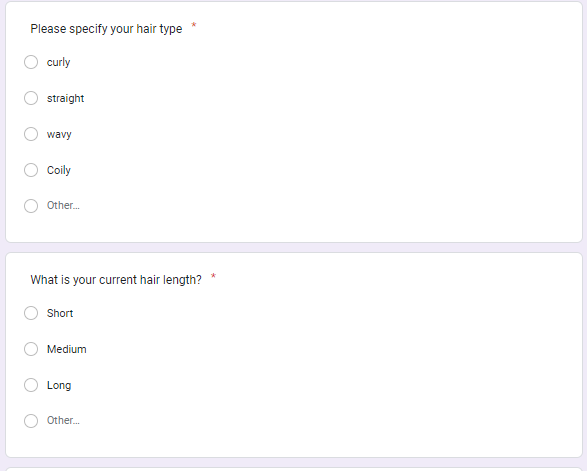 Please specify your hair type *
curly
straight
wavy
Coily
Other...
What is your current hair length? *
Short
Medium
Long
Other...